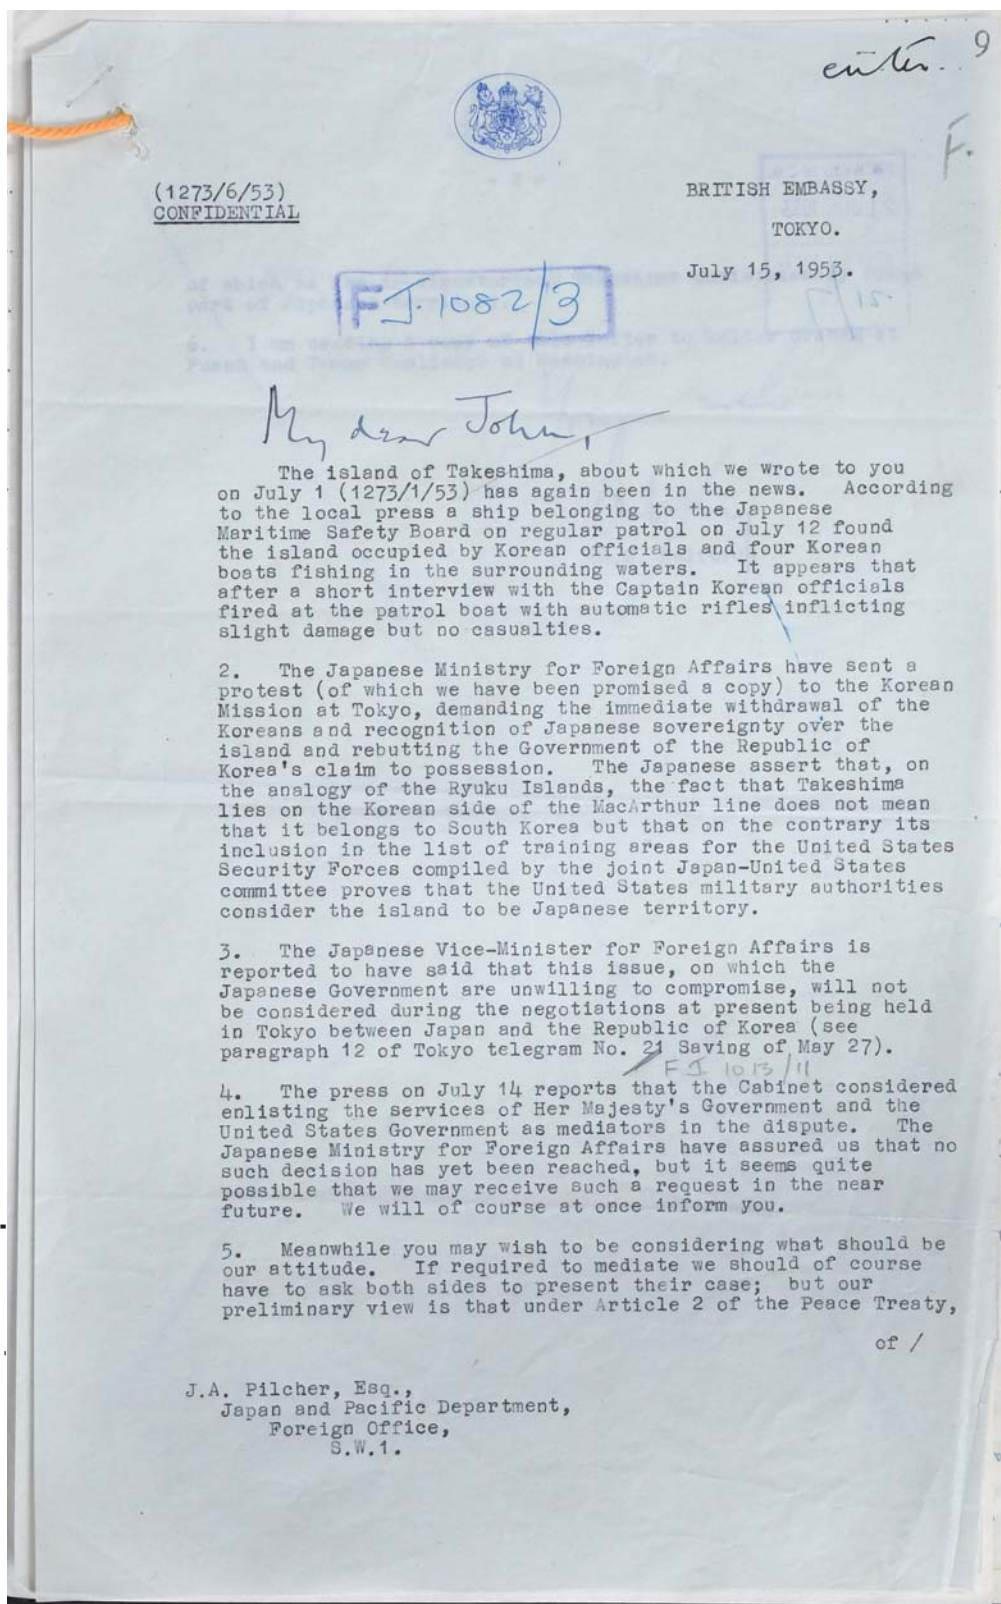 enter.
9
F.
(1273/6/53)
CONFIDENTIAL
BRITISH EMBASSY,
TOKYO.
July 15, 1953.
FJ 1082/3
My dear John,
The island of Takeshima, about which we wrote to you
on July 1 (1273/1/53) has again been in the news. According
to the local press a ship belonging to the Japanese
Maritime Safety Board on regular patrol on July 12 found
the island occupied by Korean officials and four Korean
boats fishing in the surrounding waters. It appears that
after a short interview with the Captain Korean officials
fired at the patrol boat with automatic rifles inflicting
slight damage but no casualties.
2. The Japanese Ministry for Foreign Affairs have sent a
protest (of which we have been promised a copy) to the Korean
Mission at Tokyo, demanding the immediate withdrawal of the
Koreans and recognition of Japanese sovereignty over the
island and rebutting the Government of the Republic of
Korea's claim to possession. The Japanese assert that, on
the analogy of the Ryuku Islands, the fact that Takeshima
lies on the Korean side of the MacArthur line does not mean
that it belongs to South Korea but that on the contrary its
inclusion in the list of training areas for the United States
Security Forces compiled by the joint Japan-United States
committee proves that the United States military authorities
consider the island to be Japanese territory.
3. The Japanese Vice-Minister for Foreign Affairs is
reported to have said that this issue, on which the
Japanese Government are unwilling to compromise, will not
be considered during the negotiations at present being held
in Tokyo between Japan and the Republic of Korea (see
paragraph 12 of Tokyo telegram No. 21 Saving of May 27).
FJ 1013/11
4. The press on July 14 reports that the Cabinet considered
enlisting the services of Her Majesty's Government and the
United States Government as mediators in the dispute. The
Japanese Ministry for Foreign Affairs have assured us that no
such decision has yet been reached, but it seems quite
possible that we may receive such a request in the near
future. We will of course at once inform you.
5. Meanwhile you may wish to be considering what should be
our attitude. If required to mediate we should of course
have to ask both sides to present their case; but our
preliminary view is that under Article 2 of the Peace Treaty,
of /
J.A. Pilcher, Esq.,
Japan and Pacific Department,
Foreign Office,
S.W.1.